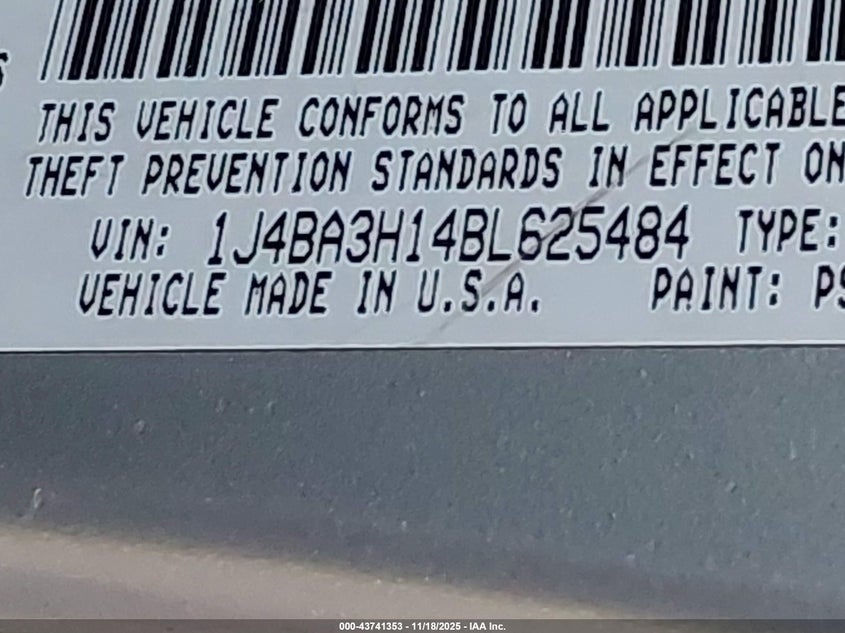 THIS VEHICLE CONFORMS TO ALL APPLICABLE
THEFT PREVENTION STANDARDS IN EFFECT ON
VIN: 1J4BA3H14BL625484 TYPE:
VEHICLE MADE IN U.S.A. PAINT: PS
000-43741353 - 11/18/2025 - IAA Inc.